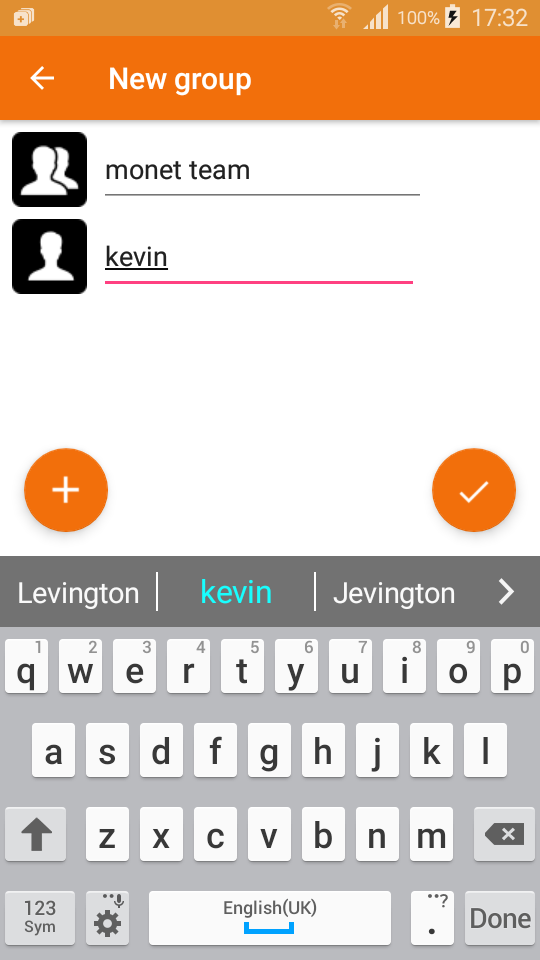 100% 17:32
New group
monet team
kevin
Levington kevin Jevington
1 2 3 4 5 6 7 8 9 0
q w e r t y u i o p
a s d f g h j k l
z x c v b n m
123 Sym English(UK) . ? Done